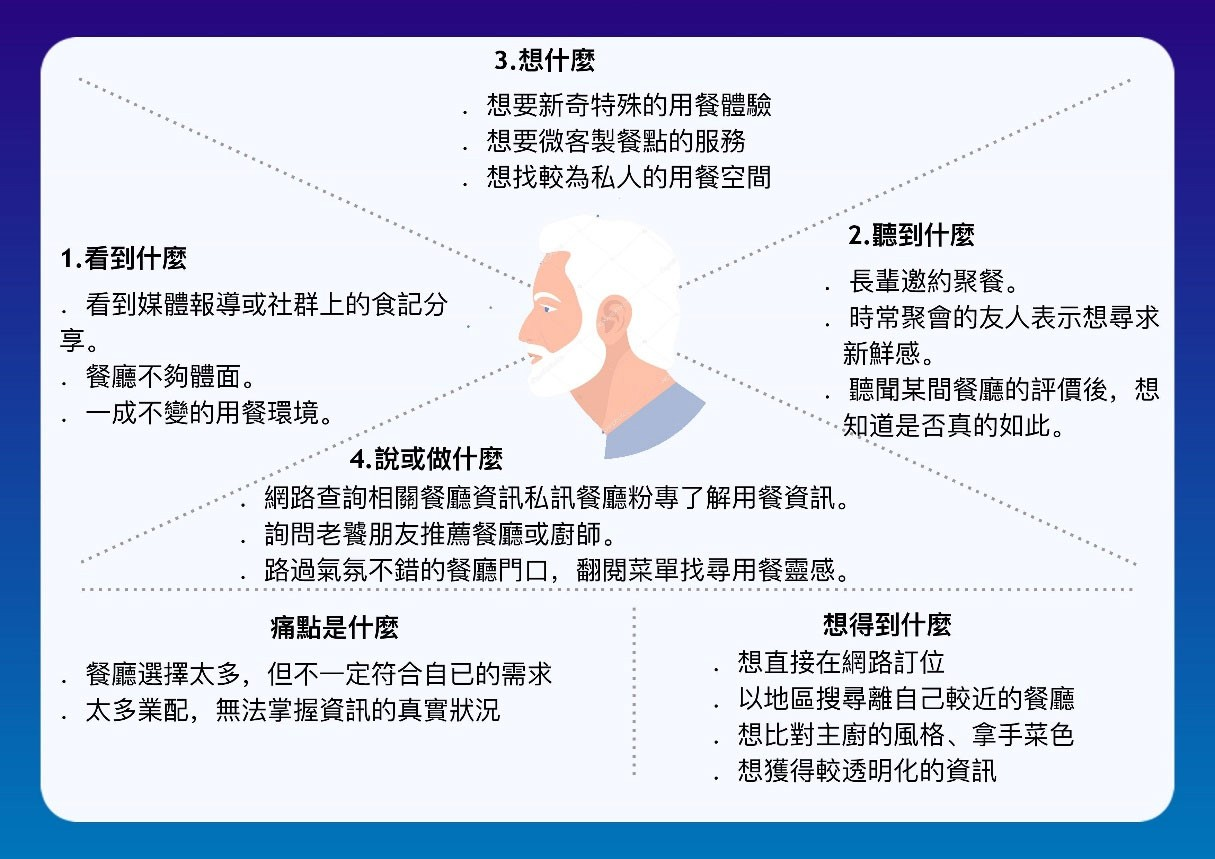 3.想什麼
．想要新奇特殊的用餐體驗
．想要微客製餐點的服務
．想找較為私人的用餐空間
1.看到什麼
．看到媒體報導或社群上的食記分
享。
．餐廳不夠體面。
．一成不變的用餐環境。
2.聽到什麼
．長輩邀約聚餐。
．時常聚會的友人表示想尋求
新鮮感。
．聽聞某間餐廳的評價後，想
知道是否真的如此。
4.說或做什麼
．網路查詢相關餐廳資訊私訊餐廳粉專了解用餐資訊。
．詢問老饕朋友推薦餐廳或廚師。
．路過氣氛不錯的餐廳門口，翻閱菜單找尋用餐靈感。
痛點是什麼
．餐廳選擇太多，但不一定符合自已的需求
．太多業配，無法掌握資訊的真實狀況
想得到什麼
．想直接在網路訂位
．以地區搜尋離自己較近的餐廳
．想比對主廚的風格、拿手菜色
．想獲得較透明化的資訊